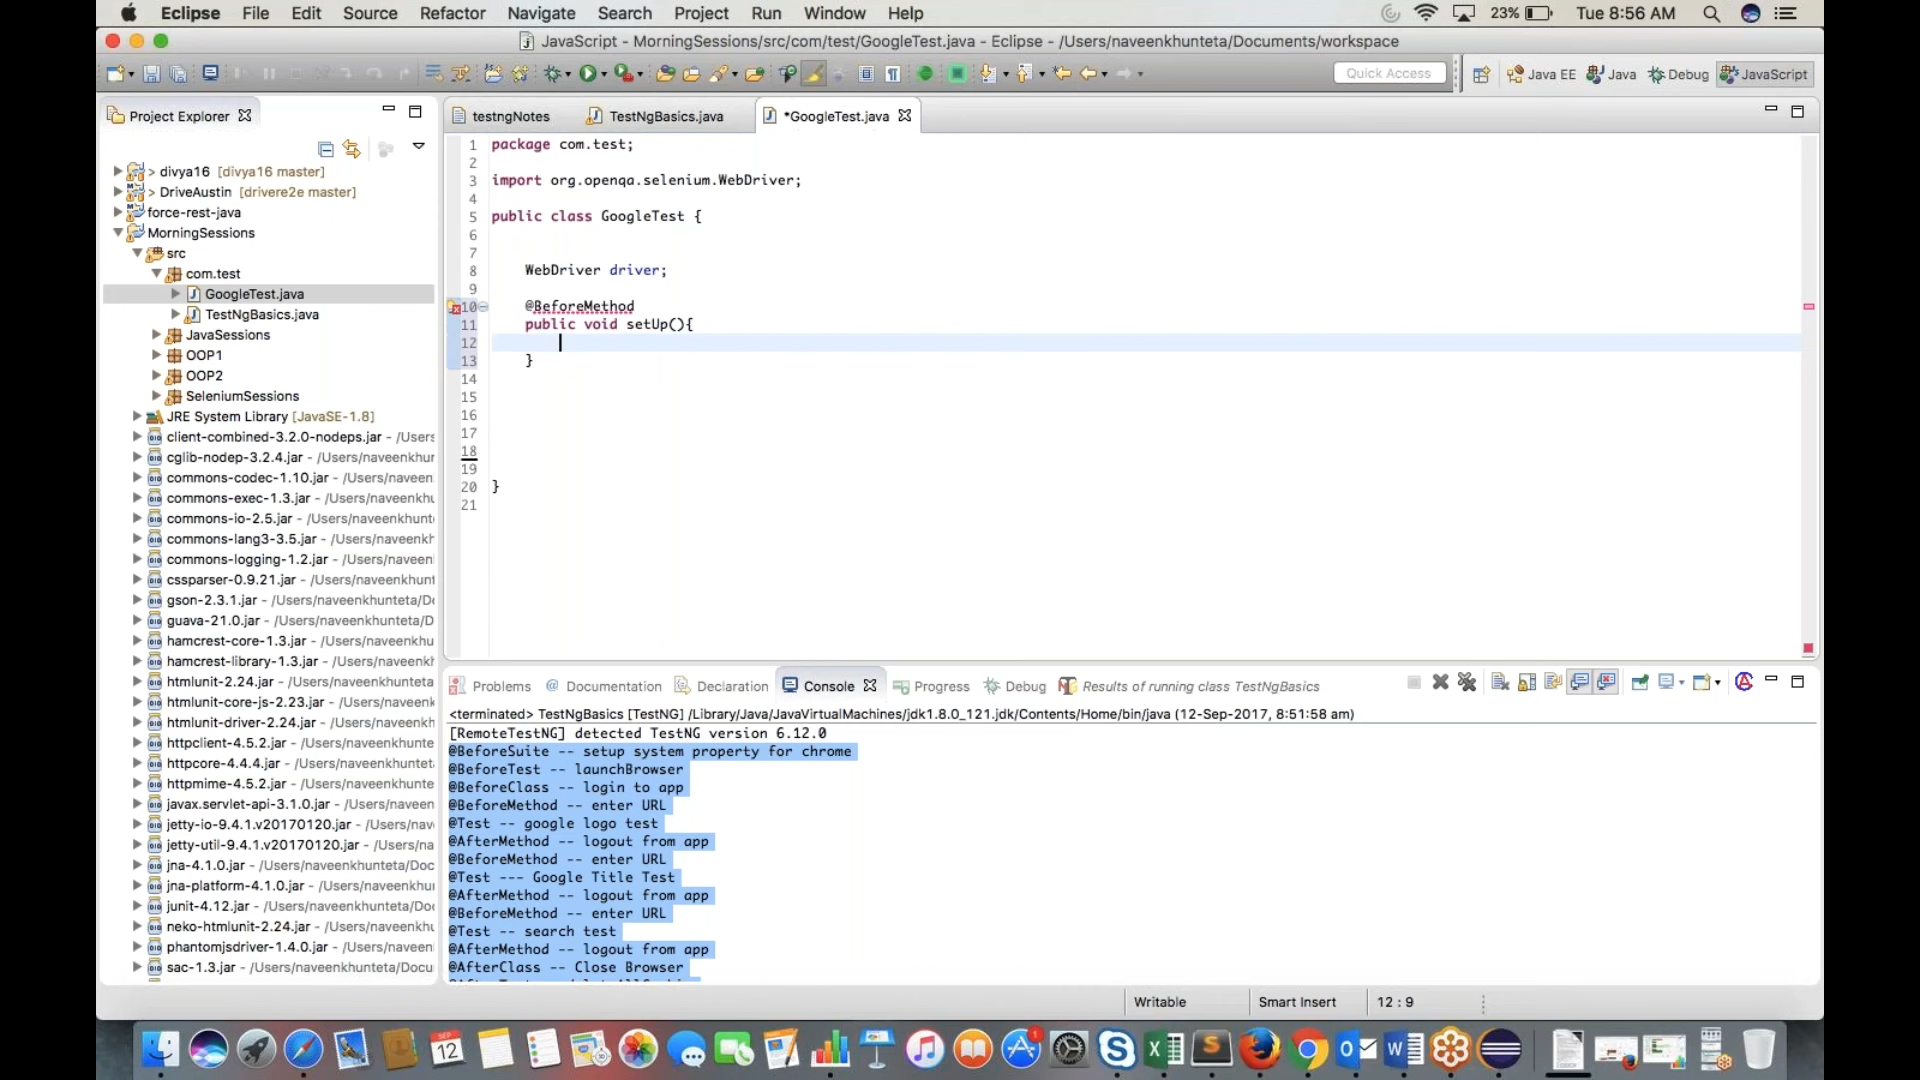 Eclipse File Edit Source Refactor Navigate Search Project Run Window Help 23% Tue 8:56 AM
JavaScript - MorningSessions/src/com/test/GoogleTest.java - Eclipse - /Users/naveenkhunteta/Documents/workspace
Quick Access Java EE Java Debug JavaScript
Project Explorer
> divya16 [divya16 master]
> DriveAustin [drivere2e master]
force-rest-java
MorningSessions
src
com.test
GoogleTest.java
TestNgBasics.java
JavaSessions
OOP1
OOP2
SeleniumSessions
JRE System Library [JavaSE-1.8]
client-combined-3.2.0-nodeps.jar - /Users
cglib-nodep-3.2.4.jar - /Users/naveenkhur
commons-codec-1.10.jar - /Users/naveen
commons-exec-1.3.jar - /Users/naveenkhu
commons-io-2.5.jar - /Users/naveenkhunt
commons-lang3-3.5.jar - /Users/naveenkh
commons-logging-1.2.jar - /Users/naveen
cssparser-0.9.21.jar - /Users/naveenkhunt
gson-2.3.1.jar - /Users/naveenkhunteta/Do
guava-21.0.jar - /Users/naveenkhunteta/D
hamcrest-core-1.3.jar - /Users/naveenkhu
hamcrest-library-1.3.jar - /Users/naveenkh
htmlunit-2.24.jar - /Users/naveenkhunteta
htmlunit-core-js-2.23.jar - /Users/naveen
htmlunit-driver-2.24.jar - /Users/naveenkh
httpclient-4.5.2.jar - /Users/naveenkhunte
httpcore-4.4.4.jar - /Users/naveenkhunteta
httpmime-4.5.2.jar - /Users/naveenkhunte
javax.servlet-api-3.1.0.jar - /Users/naveen
jetty-io-9.4.1.v20170120.jar - /Users/nav
jetty-util-9.4.1.v20170120.jar - /Users/na
jna-4.1.0.jar - /Users/naveenkhunteta/Doc
jna-platform-4.1.0.jar - /Users/naveenkhu
junit-4.12.jar - /Users/naveenkhunteta/Doc
neko-htmlunit-2.24.jar - /Users/naveenkhu
phantomjsdriver-1.4.0.jar - /Users/naveen
sac-1.3.jar - /Users/naveenkhunteta/Docu
testngNotes TestNgBasics.java *GoogleTest.java
1 package com.test;
2
3 import org.openqa.selenium.WebDriver;
4
5 public class GoogleTest {
6
7
8 WebDriver driver;
9
10 @BeforeMethod
11 public void setUp(){
12
13 }
14
15
16
17
18
19
20 }
21
Problems @ Documentation Declaration Console Progress Debug Results of running class TestNgBasics
<terminated> TestNgBasics [TestNG] /Library/Java/JavaVirtualMachines/jdk1.8.0_121.jdk/Contents/Home/bin/java (12-Sep-2017, 8:51:58 am)
[RemoteTestNG] detected TestNG version 6.12.0
@BeforeSuite -- setup system property for chrome
@BeforeTest -- launchBrowser
@BeforeClass -- login to app
@BeforeMethod -- enter URL
@Test -- google logo test
@AfterMethod -- logout from app
@BeforeMethod -- enter URL
@Test --- Google Title Test
@AfterMethod -- logout from app
@BeforeMethod -- enter URL
@Test -- search test
@AfterMethod -- logout from app
@AfterClass -- Close Browser
Writable Smart Insert 12 : 9
SEP 12 1